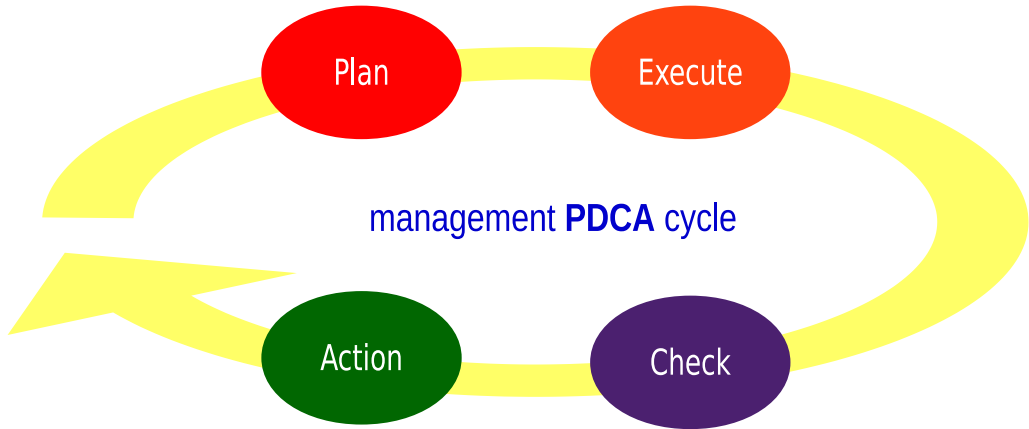 Plan
Execute
management PDCA cycle
Action
Check